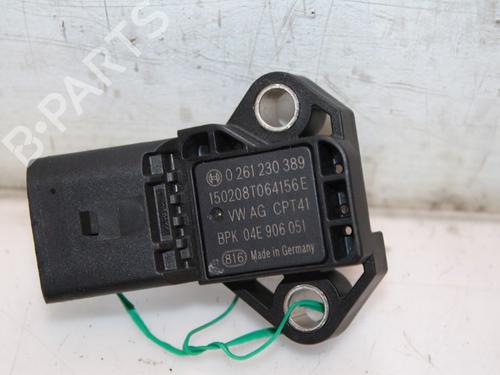 B-PARTS
0 261 230 389
150208T064156E
VW AG CPT41
BPK 04E 906 051
816 Made in Germany